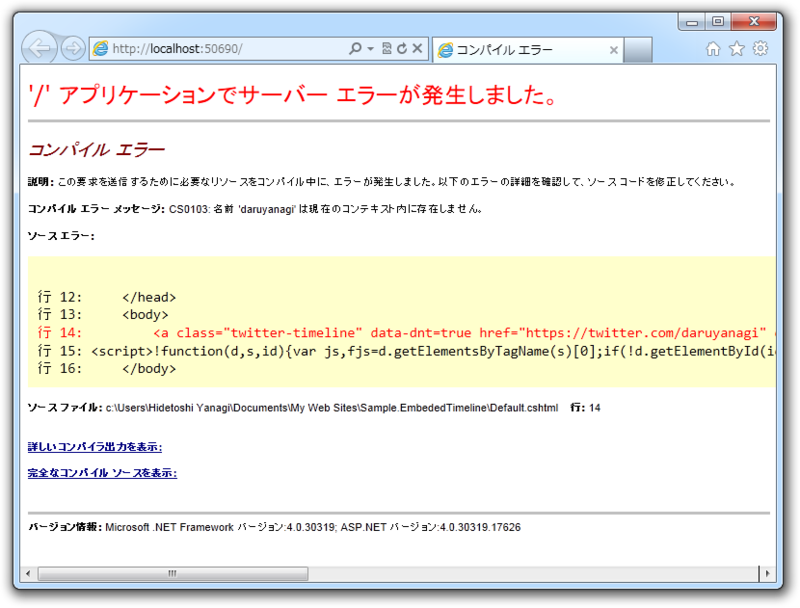 http://localhost:50690/
コンパイル エラー
'/' アプリケーションでサーバー エラーが発生しました。
コンパイル エラー
説明: この要求を送信するために必要なリソースをコンパイル中に、エラーが発生しました。以下のエラーの詳細を確認して、ソース コードを修正してください。
コンパイル エラー メッセージ: CS0103: 名前 'daruyanagi' は現在のコンテキスト内に存在しません。
ソース エラー:
行 12:     </head>
行 13:     <body>
行 14:         <a class="twitter-timeline" data-dnt=true href="https://twitter.com/daruyanagi"
行 15: <script>!function(d,s,id){var js,fjs=d.getElementsByTagName(s)[0];if(!d.getElementById(i
行 16:     </body>
ソース ファイル: c:\Users\Hidetoshi Yanagi\Documents\My Web Sites\Sample.EmbededTimeline\Default.cshtml    行: 14
詳しいコンパイラ出力を表示:
完全なコンパイル ソースを表示:
バージョン情報: Microsoft .NET Framework バージョン:4.0.30319; ASP.NET バージョン:4.0.30319.17626